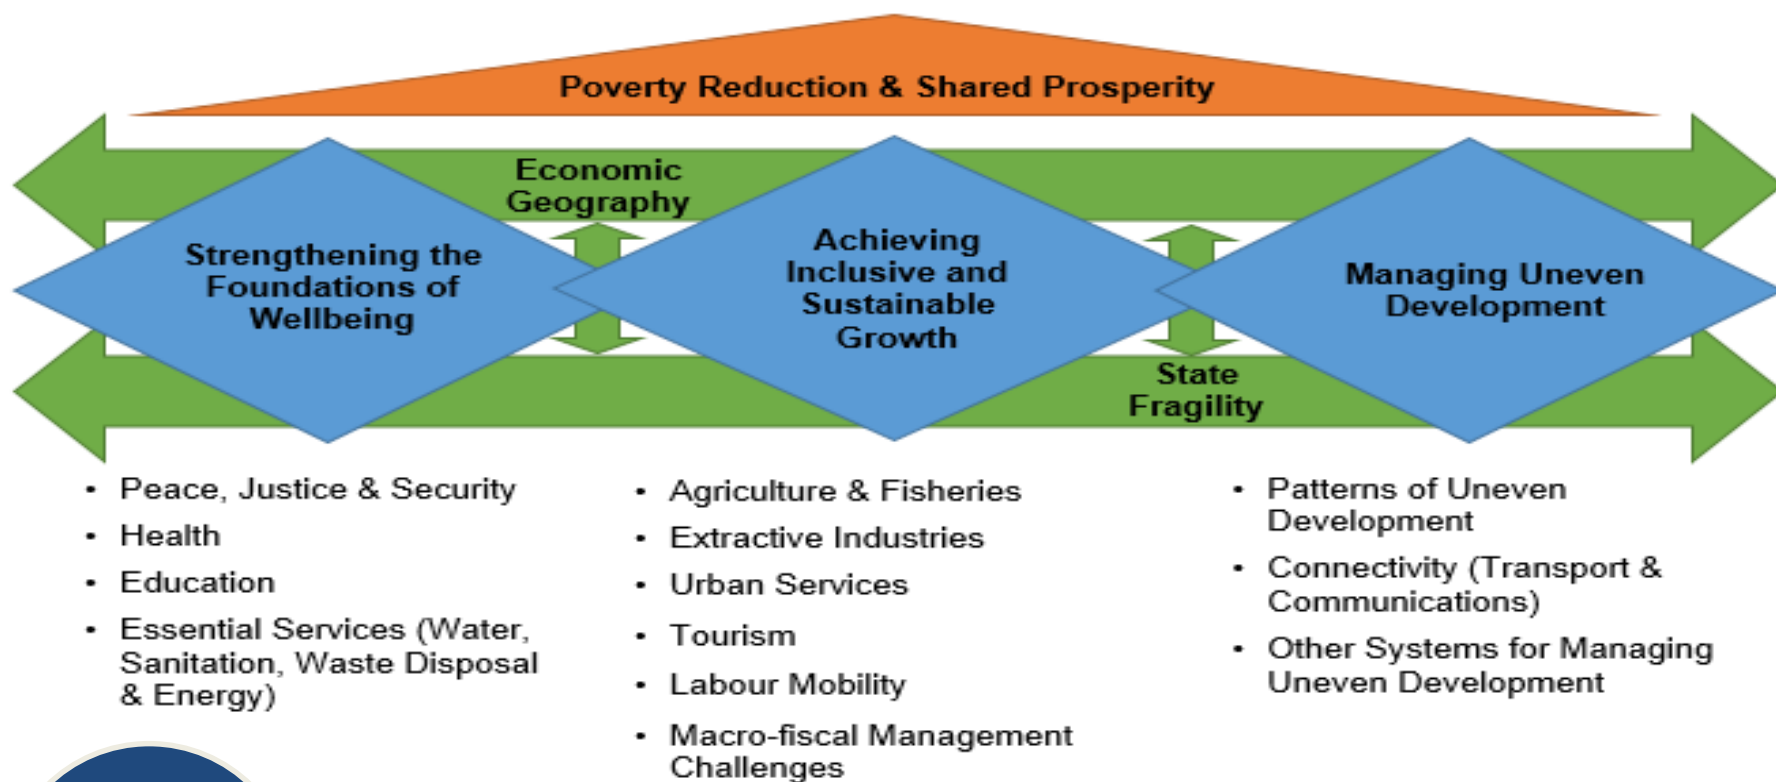 Poverty Reduction & Shared Prosperity
Economic
Geography
Strengthening the
Foundations of
Wellbeing
Achieving
Inclusive and
Sustainable
Growth
Managing Uneven
Development
State
Fragility
• Peace, Justice & Security
• Health
• Education
• Essential Services (Water,
Sanitation, Waste Disposal
& Energy)
• Agriculture & Fisheries
• Extractive Industries
• Urban Services
• Tourism
• Labour Mobility
• Macro-fiscal Management
Challenges
• Patterns of Uneven
Development
• Connectivity (Transport &
Communications)
• Other Systems for Managing
Uneven Development